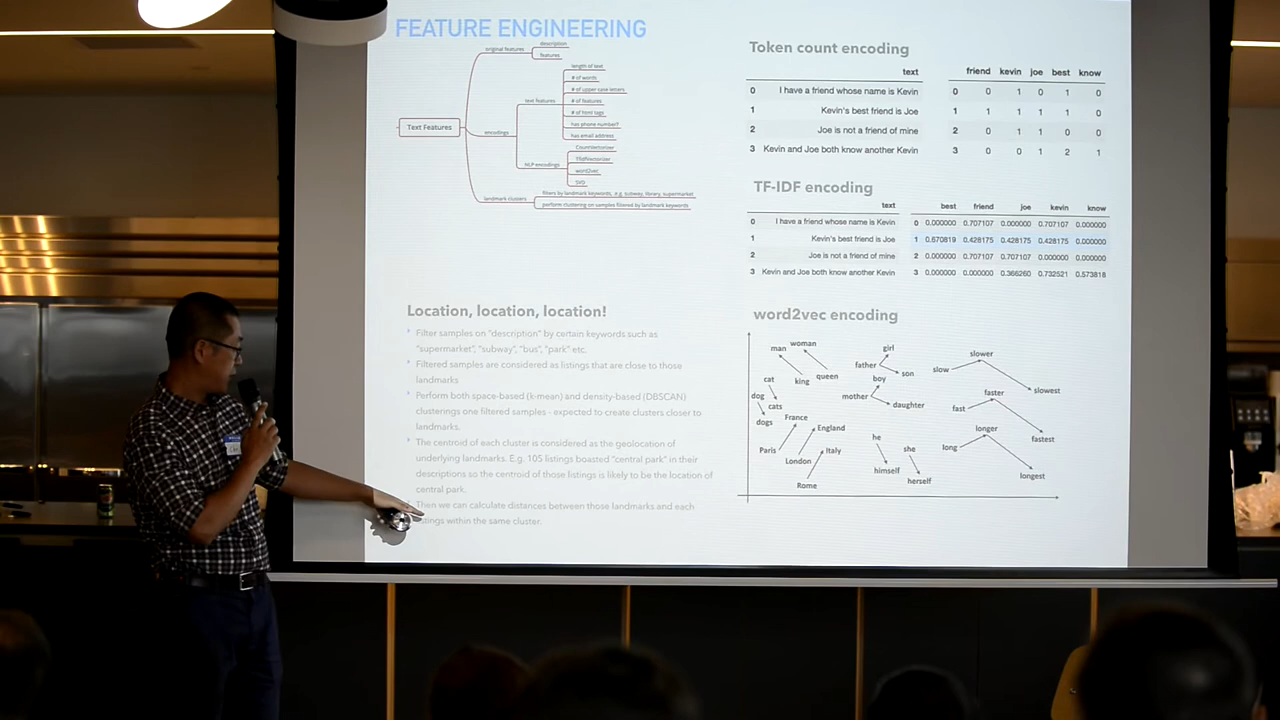 FEATURE ENGINEERING
Text Features
original features
description
features
encodings
text features
length of text
# of words
# of upper case letters
# of features
# of html tags
has phone number?
has email address
NLP encodings
CountVectorizer
TfidfVectorizer
word2vec
SVD
landmark clusters
filters by landmark keywords, e.g. subway, library, supermarket
perform clustering on samples filtered by landmark keywords
Location, location, location!
Filter samples on "description" by certain keywords such as
"supermarket", "subway", "bus", "park" etc.
Filtered samples are considered as listings that are close to those
landmarks
Perform both space-based (k-mean) and density-based (DBSCAN)
clusterings one filtered samples - expected to create clusters closer to
landmarks.
The centroid of each cluster is considered as the geolocation of
underlying landmarks. E.g. 105 listings boasted "central park" in their
descriptions so the centroid of those listings is likely to be the location of
central park.
Then we can calculate distances between those landmarks and each
within the same cluster.
Token count encoding
text
0 I have a friend whose name is Kevin
1 Kevin's best friend is Joe
2 Joe is not a friend of mine
3 Kevin and Joe both know another Kevin
friend kevin joe best know
0 0 1 0 1 0
1 1 1 1 1 0
2 0 1 1 0 0
3 0 0 1 2 1
TF-IDF encoding
text
0 I have a friend whose name is Kevin
1 Kevin's best friend is Joe
2 Joe is not a friend of mine
3 Kevin and Joe both know another Kevin
best friend joe kevin know
0 0.000000 0.707107 0.000000 0.707107 0.000000
1 0.670819 0.428175 0.428175 0.428175 0.000000
2 0.000000 0.707107 0.707107 0.000000 0.000000
3 0.000000 0.000000 0.366260 0.732521 0.573818
word2vec encoding
man
woman
girl
slower
father
son
slow
cat
king
queen
boy
slowest
dog
cats
mother
daughter
faster
fast
dogs
France
England
he
longer
fastest
Paris
London
Italy
she
long
himself
herself
longest
Rome